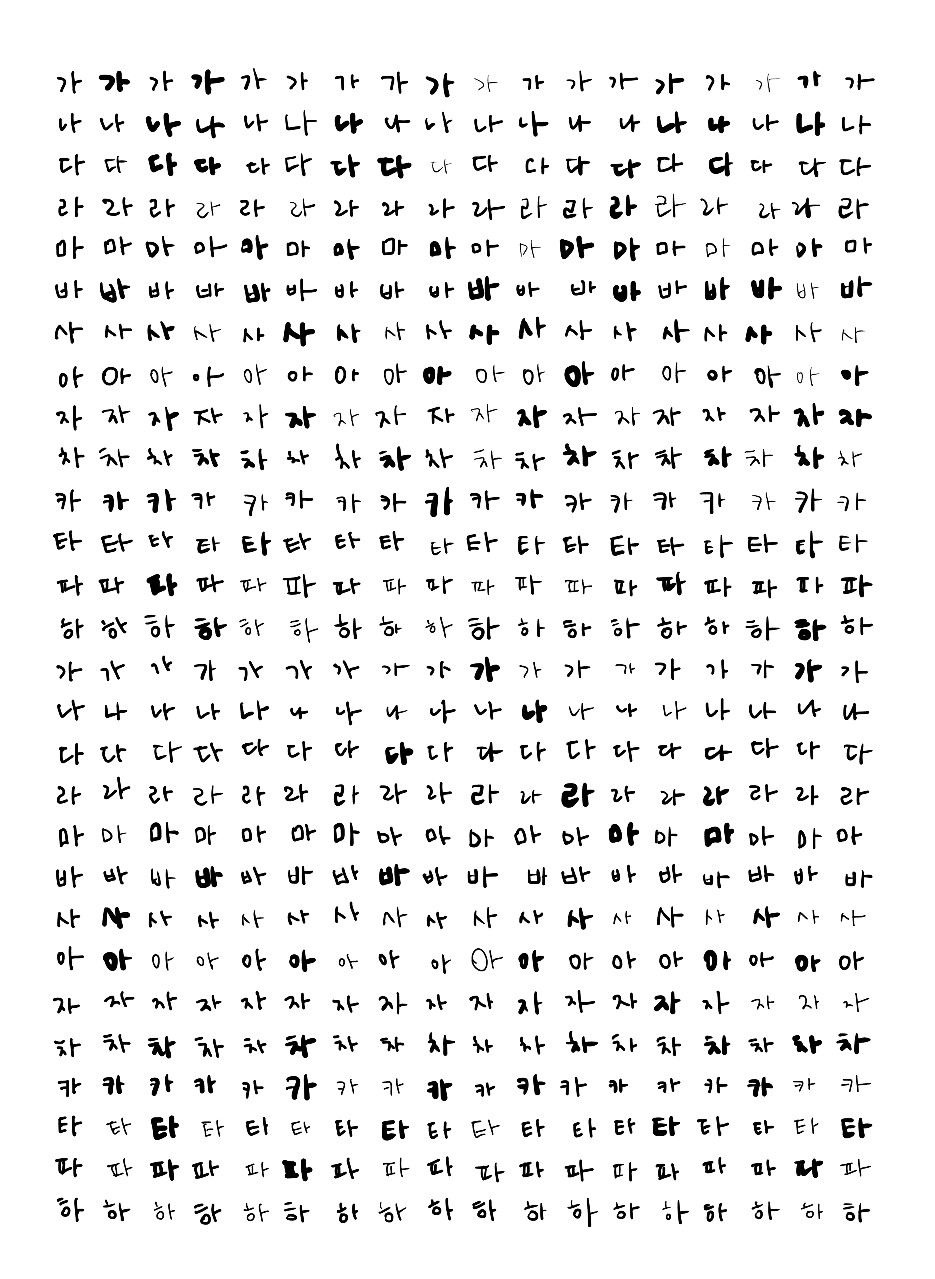 가 가 가 가 가 가 가 가 가 가 가 가 가 가 가 가 가 가
나 나 나 나 나 나 나 나 나 나 나 나 나 나 나 나 나 나
다 다 다 다 다 다 다 다 다 다 다 다 다 다 다 다 다 다
라 라 라 라 라 라 라 라 라 라 라 라 라 라 라 라 라 라
마 마 마 마 마 마 마 마 마 마 마 마 마 마 마 마 마 마
바 바 바 바 바 바 바 바 바 바 바 바 바 바 바 바 바 바
사 사 사 사 사 사 사 사 사 사 사 사 사 사 사 사 사 사
아 아 아 아 아 아 아 아 아 아 아 아 아 아 아 아 아 아
자 자 자 자 자 자 자 자 자 자 자 자 자 자 자 자 자 자
차 차 차 차 차 차 차 차 차 차 차 차 차 차 차 차 차 차
카 카 카 카 카 카 카 카 카 카 카 카 카 카 카 카 카 카
타 타 타 타 타 타 타 타 타 타 타 타 타 타 타 타 타 타
파 파 파 파 파 파 파 파 파 파 파 파 파 파 파 파 파 파
하 하 하 하 하 하 하 하 하 하 하 하 하 하 하 하 하 하
가 가 가 가 가 가 가 가 가 가 가 가 가 가 가 가 가 가
나 나 나 나 나 나 나 나 나 나 나 나 나 나 나 나 나 나
다 다 다 다 다 다 다 다 다 다 다 다 다 다 다 다 다 다
라 라 라 라 라 라 라 라 라 라 라 라 라 라 라 라 라 라
마 마 마 마 마 마 마 마 마 마 마 마 마 마 마 마 마 마
바 바 바 바 바 바 바 바 바 바 바 바 바 바 바 바 바 바
사 사 사 사 사 사 사 사 사 사 사 사 사 사 사 사 사 사
아 아 아 아 아 아 아 아 아 아 아 아 아 아 아 아 아 아
자 자 자 자 자 자 자 자 자 자 자 자 자 자 자 자 자 자
차 차 차 차 차 차 차 차 차 차 차 차 차 차 차 차 차 차
카 카 카 카 카 카 카 카 카 카 카 카 카 카 카 카 카 카
타 타 타 타 타 타 타 타 타 타 타 타 타 타 타 타 타 타
파 파 파 파 파 파 파 파 파 파 파 파 파 파 파 파 파 파
하 하 하 하 하 하 하 하 하 하 하 하 하 하 하 하 하 하